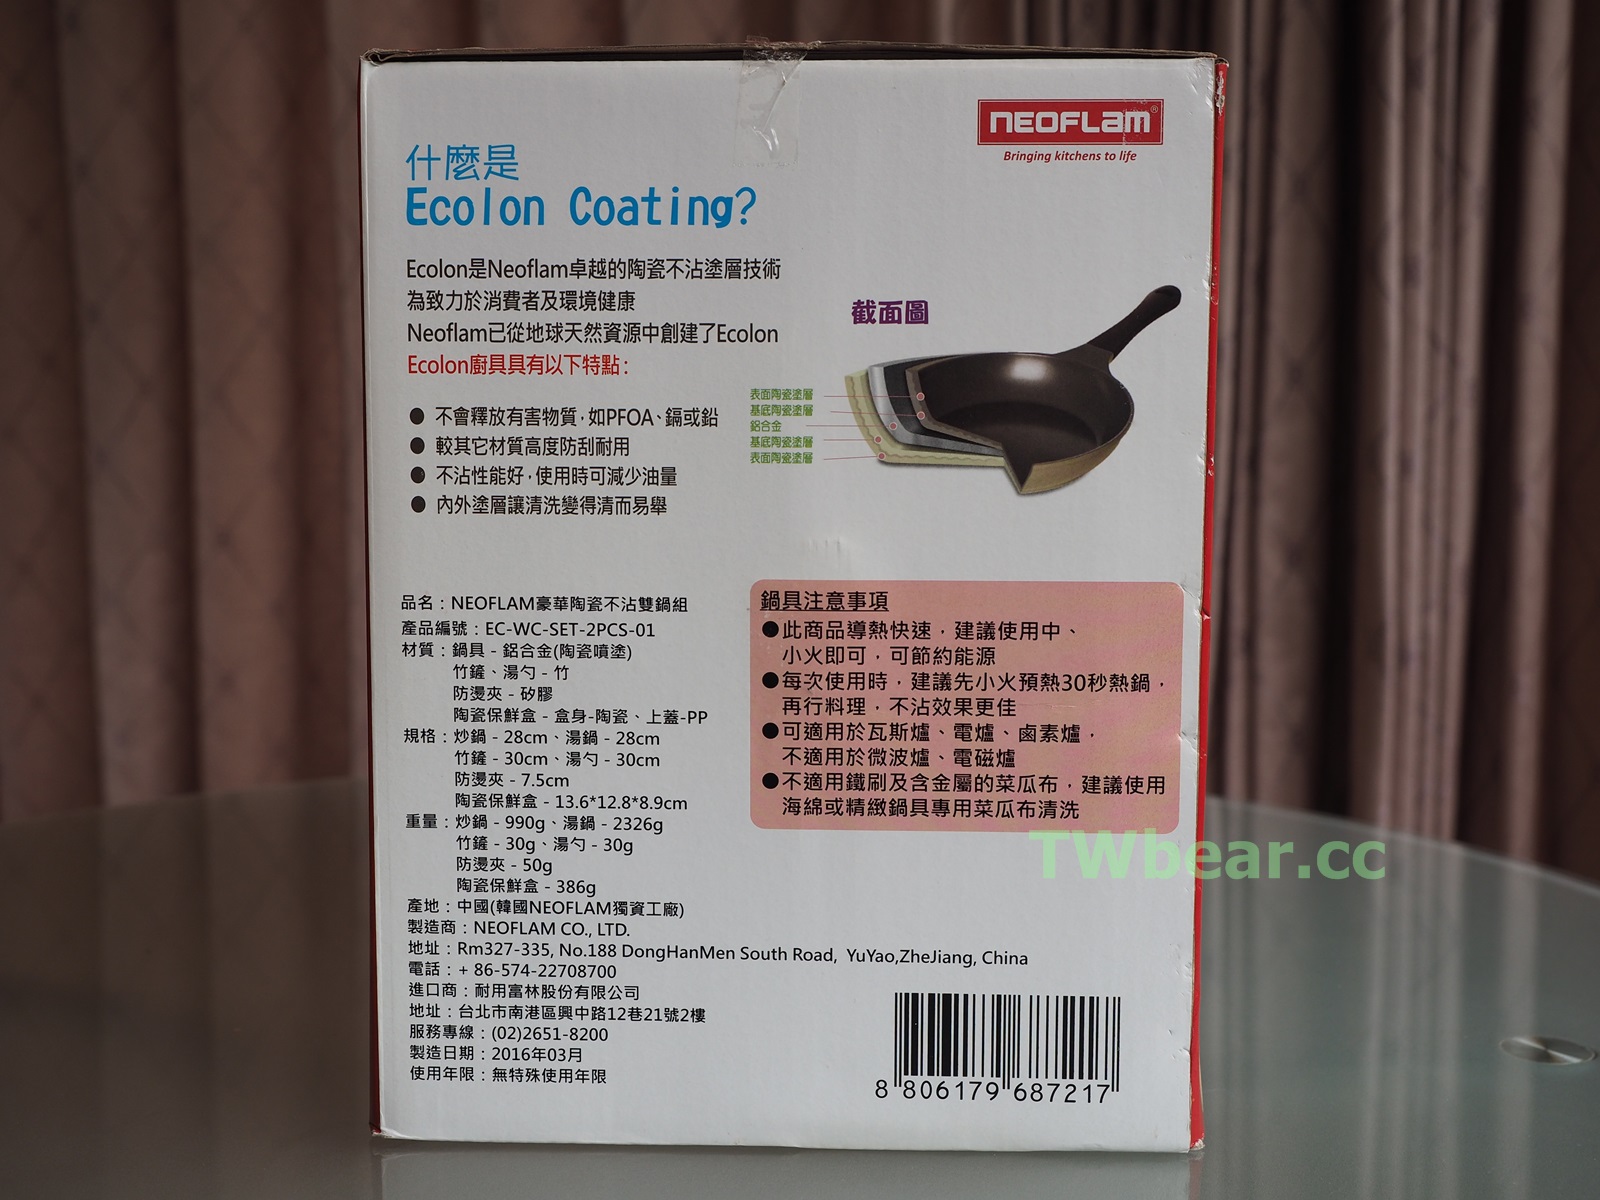 NEOFLAM®
Bringing kitchens to life
什麼是
Ecolon Coating?
Ecolon是Neoflam卓越的陶瓷不沾塗層技術
為致力於消費者及環境健康
Neoflam已從地球天然資源中創建了Ecolon
Ecolon廚具具有以下特點：
● 不會釋放有害物質，如PFOA、鎘或鉛
● 較其它材質高度防刮耐用
● 不沾性能好，使用時可減少油量
● 內外塗層讓清洗變得清而易舉
截面圖
表面陶瓷塗層
基底陶瓷塗層
鋁合金
基底陶瓷塗層
表面陶瓷塗層
品名：NEOFLAM豪華陶瓷不沾雙鍋組
產品編號：EC-WC-SET-2PCS-01
材質：鍋具 - 鋁合金(陶瓷噴塗)
竹鏟、湯勺 - 竹
防燙夾 - 矽膠
陶瓷保鮮盒 - 盒身-陶瓷、上蓋-PP
規格：炒鍋 - 28cm、湯鍋 - 28cm
竹鏟 - 30cm、湯勺 - 30cm
防燙夾 - 7.5cm
陶瓷保鮮盒 - 13.6*12.8*8.9cm
重量：炒鍋 - 990g、湯鍋 - 2326g
竹鏟 - 30g、湯勺 - 30g
防燙夾 - 50g
陶瓷保鮮盒 - 386g
產地：中國(韓國NEOFLAM獨資工廠)
製造商：NEOFLAM CO., LTD.
地址：Rm327-335, No.188 DongHanMen South Road, YuYao,ZheJiang, China
電話：+ 86-574-22708700
進口商：耐用富林股份有限公司
地址：台北市南港區興中路12巷21號2樓
服務專線：(02)2651-8200
製造日期：2016年03月
使用年限：無特殊使用年限
鍋具注意事項
●此商品導熱快速，建議使用中、
小火即可，可節約能源
●每次使用時，建議先小火預熱30秒熱鍋，
再行料理，不沾效果更佳
●可適用於瓦斯爐、電爐、鹵素爐，
不適用於微波爐、電磁爐
●不適用鐵刷及含金屬的菜瓜布，建議使用
海綿或精緻鍋具專用菜瓜布清洗
TWbear.cc
8 806179 687217